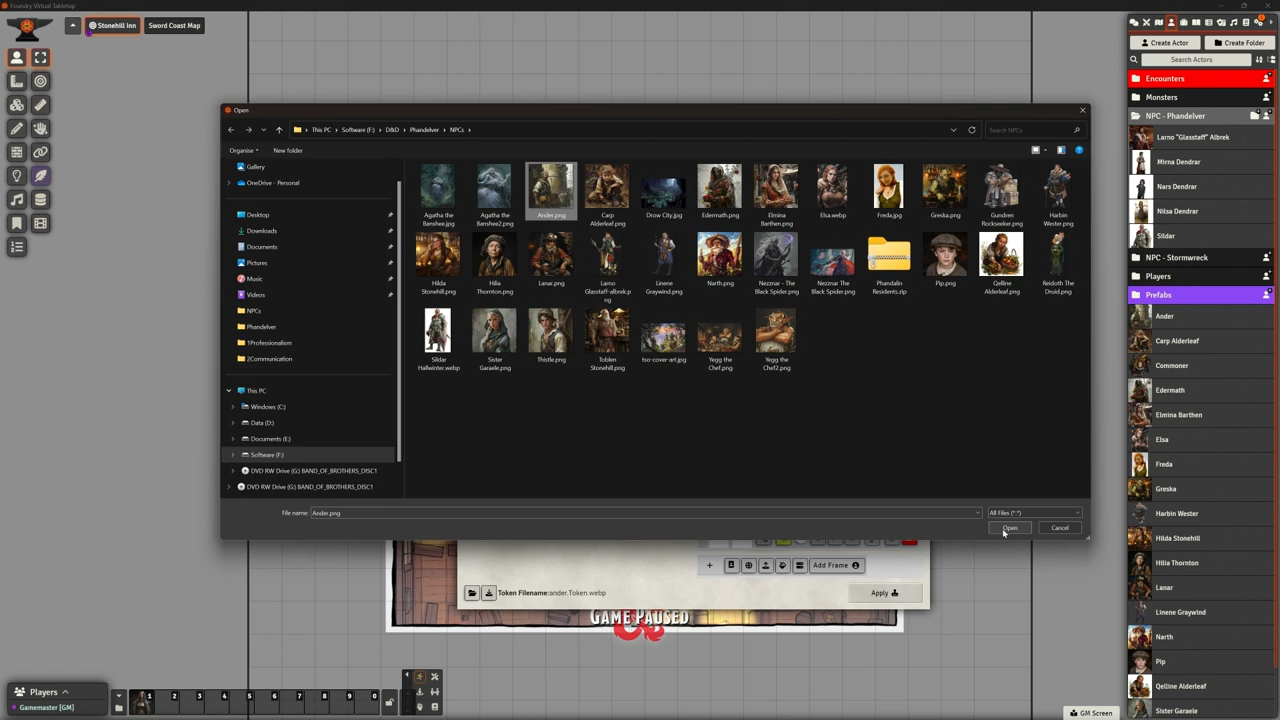 Foundry Virtual Tabletop
Stonehill Inn
Sword Coast Map
Create Actor
Create Folder
Search Actors
Encounters
Monsters
NPC - Phandelver
Larno "Glasstaff" Albrek
Mirna Dendrar
Nars Dendrar
Nilsa Dendrar
Sildar
NPC - Stormwreck
Players
Prefabs
Ander
Carp Alderleaf
Commoner
Edermath
Elmina Barthen
Elsa
Freda
Greska
Harbin Wester
Hilda Stonehill
Hilia Thornton
Lanar
Linene Graywind
Narth
Pip
Qelline Alderleaf
Sister Garaele
Open
This PC
Software (F:)
D&D
Phandelver
NPCs
Search NPCs
Organise
New folder
Gallery
OneDrive - Personal
Desktop
Downloads
Documents
Pictures
Music
Videos
NPCs
Phandelver
1Professionalism
2Communication
This PC
Windows (C:)
Data (D:)
Documents (E:)
Software (F:)
DVD RW Drive (G:) BAND_OF_BROTHERS_DISC1
DVD RW Drive (G:) BAND_OF_BROTHERS_DISC1
Agatha the
Banshee.jpg
Agatha the
Banshee2.png
Ander.png
Carp
Alderleaf.png
Drow City.jpg
Edermath.png
Elmina
Barthen.png
Elsa.webp
Freda.jpg
Greska.png
Gundren
Rockseeker.png
Harbin
Wester.png
Hilda
Stonehill.png
Hilia
Thornton.png
Lanar.png
Larno
Glasstaff-albrek.p
ng
Linene
Graywind.png
Narth.png
Nezznar - The
Black Spider.png
Nezznar The
Black Spider.png
Phandalin
Residents.zip
Pip.png
Qelline
Alderleaf.png
Reidoth The
Druid.png
Sildar
Hallwinter.webp
Sister
Garaele.png
Thistle.png
Toblen
Stonehill.png
tso-cover-art.jpg
Yegg the
Chef.png
Yegg the
Chef2.png
File name:
Ander.png
All Files (*.*)
Open
Cancel
Add Frame
Token Filename:ander.Token.webp
Apply
GAME PAUSED
Players
Gamemaster [GM]
1
2
3
4
5
6
7
8
9
0
GM Screen